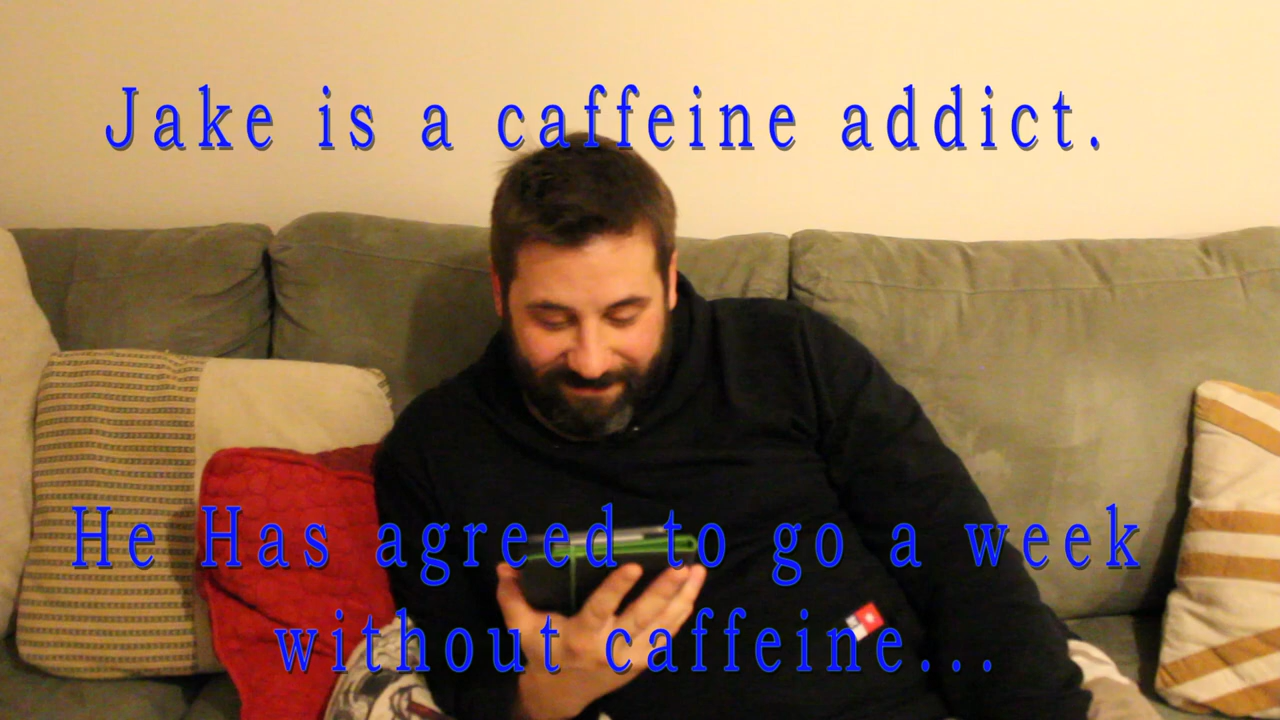 Jake is a caffeine addict.
He Has agreed to go a week
without caffeine...